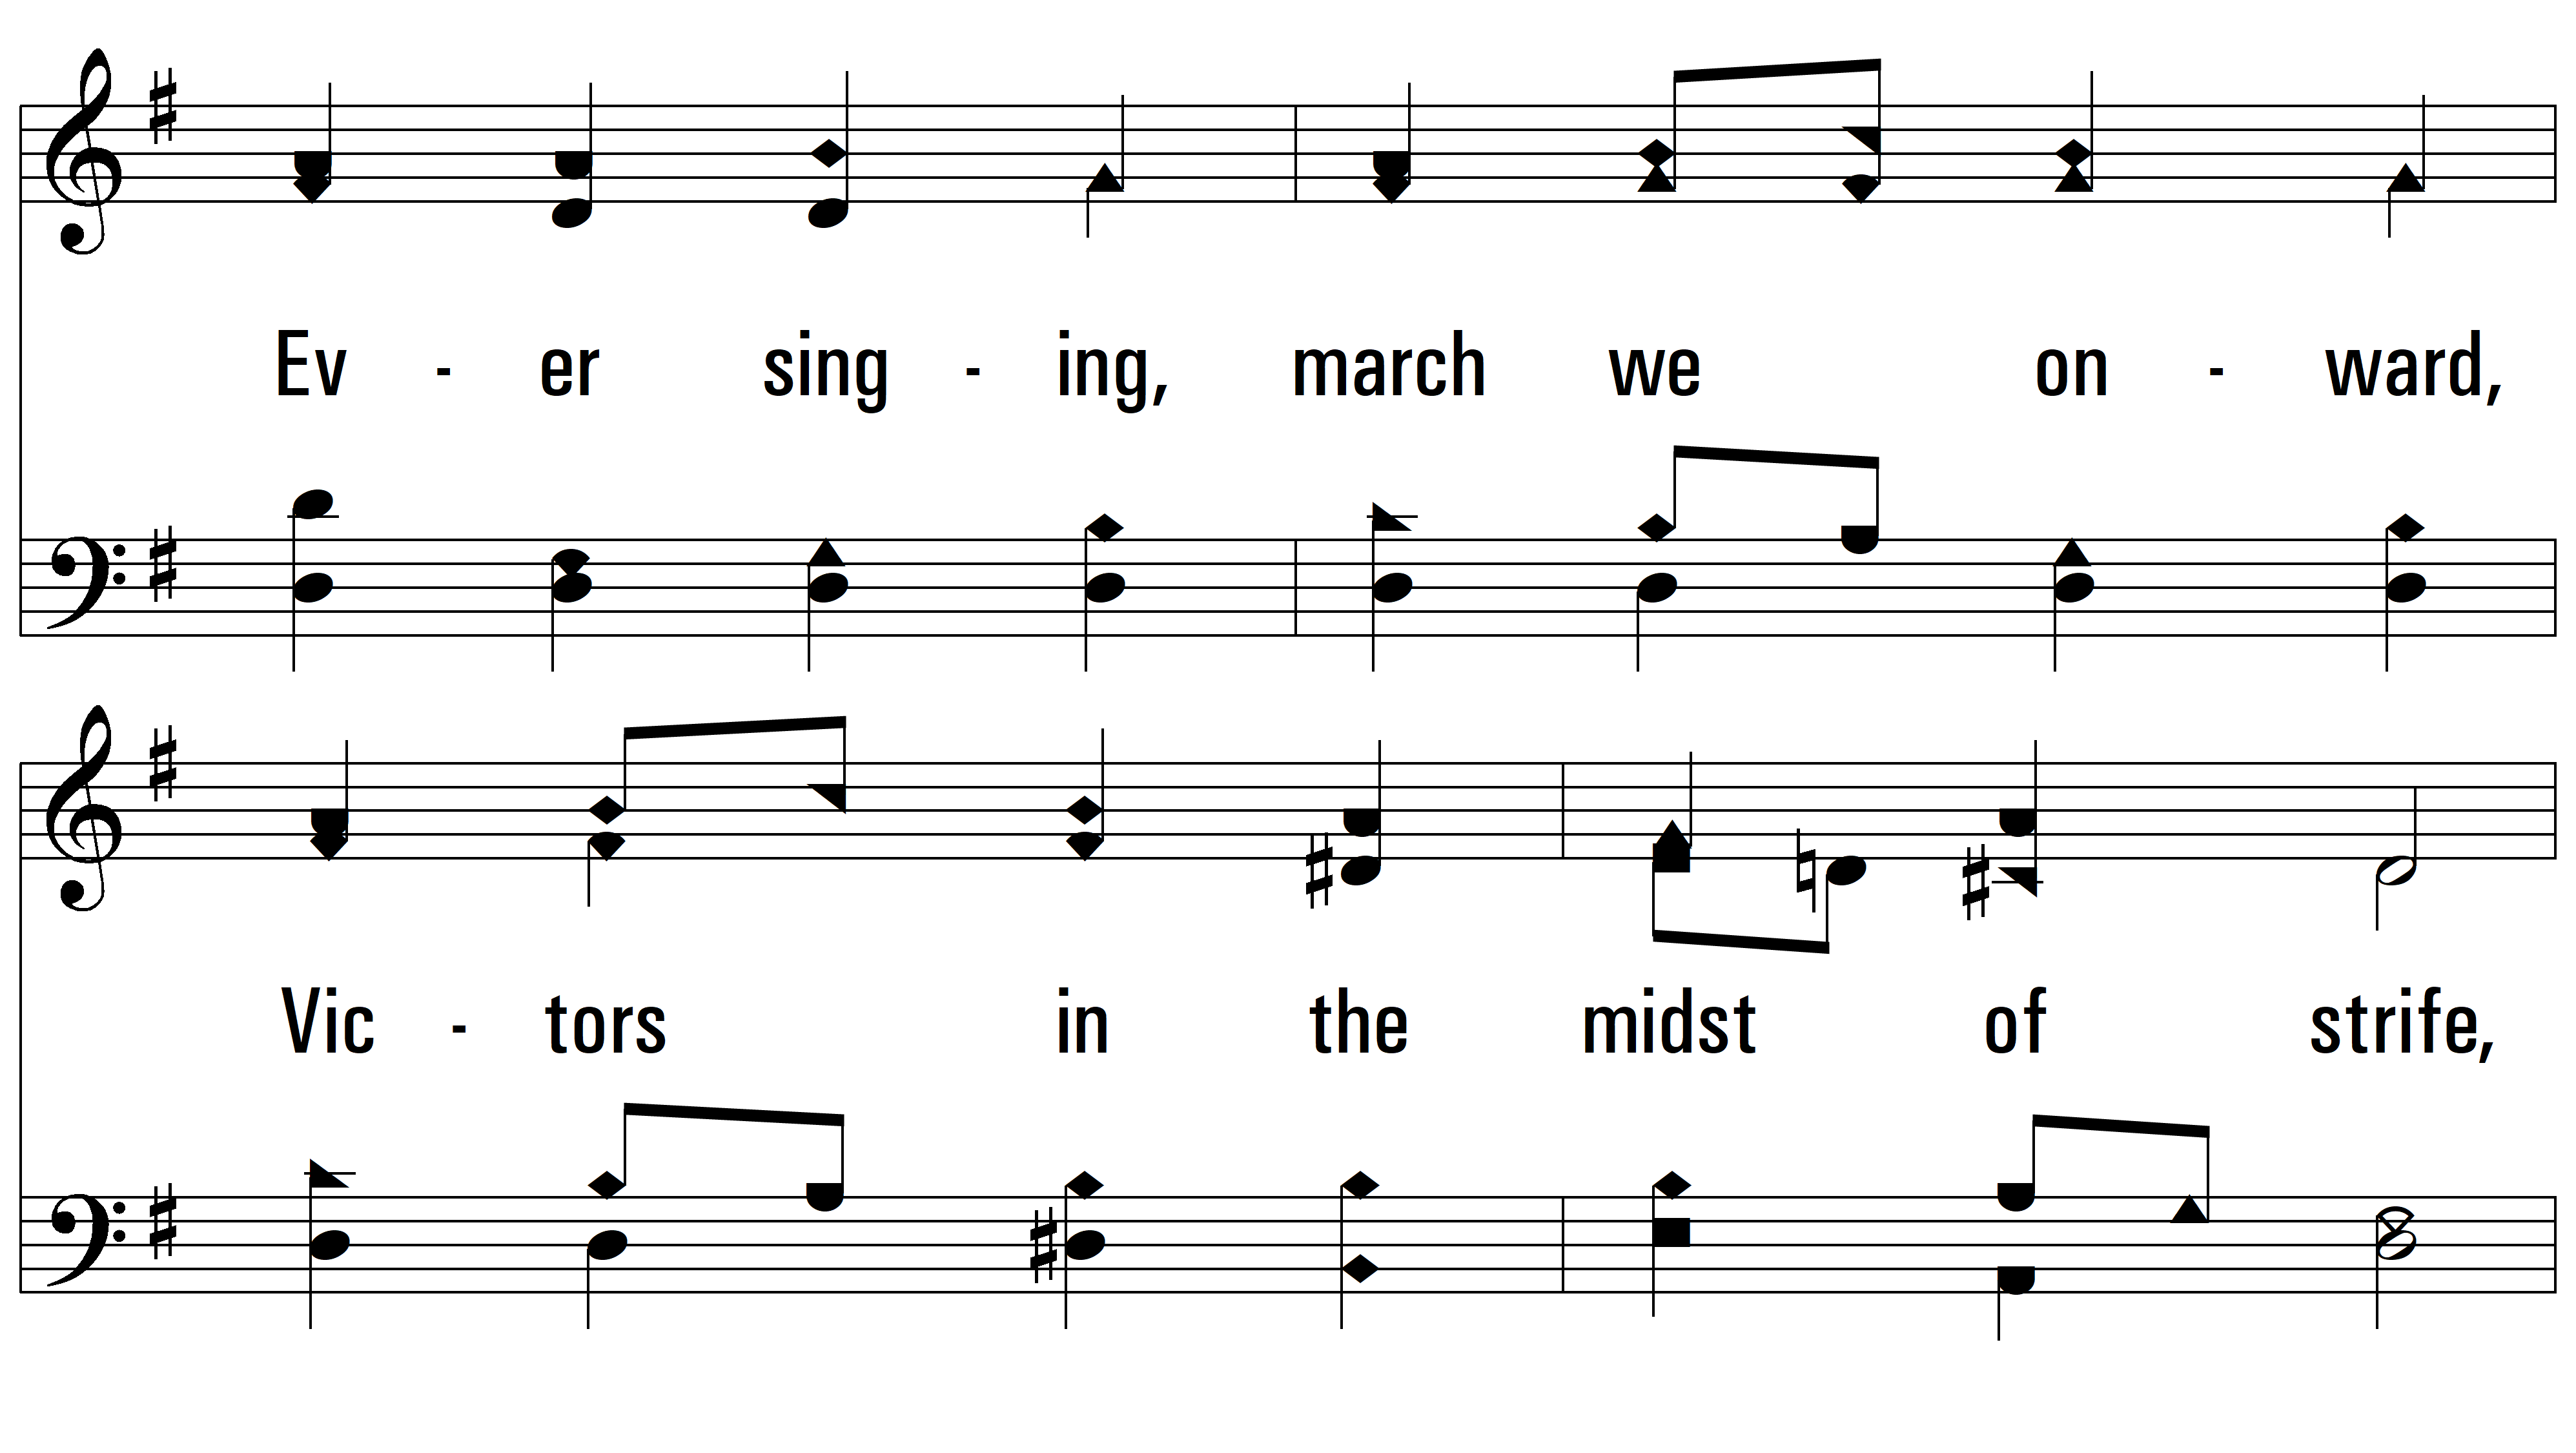 Ev - er sing - ing, march we on - ward,
Vic - tors in the midst of strife,